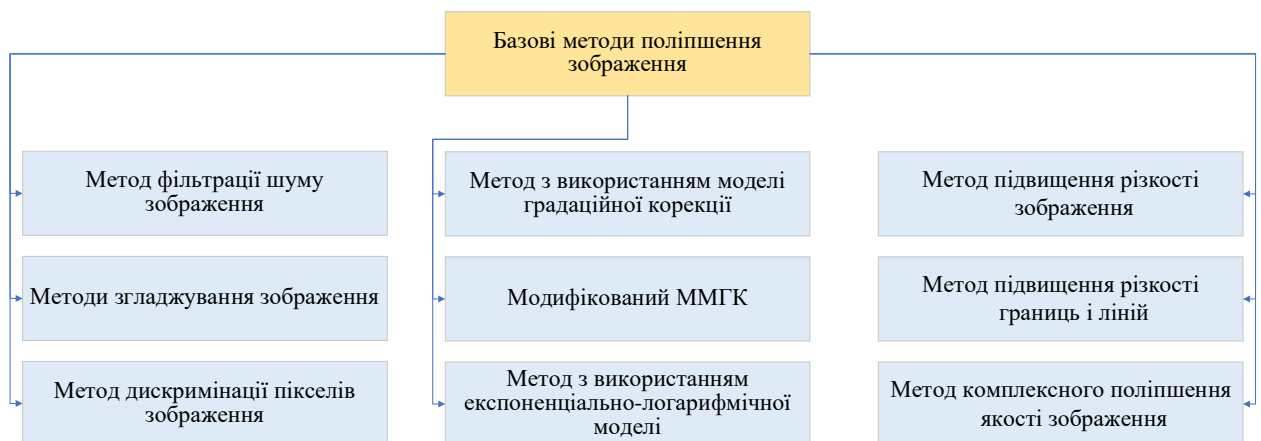 Базові методи поліпшення
зображення
Метод фільтрації шуму
зображення
Метод з використанням моделі
градаційної корекції
Метод підвищення різкості
зображення
Методи згладжування зображення
Модифікований ММГК
Метод підвищення різкості
границь і ліній
Метод дискримінації пікселів
зображення
Метод з використанням
експоненціально-логарифмічної
моделі
Метод комплексного поліпшення
якості зображення